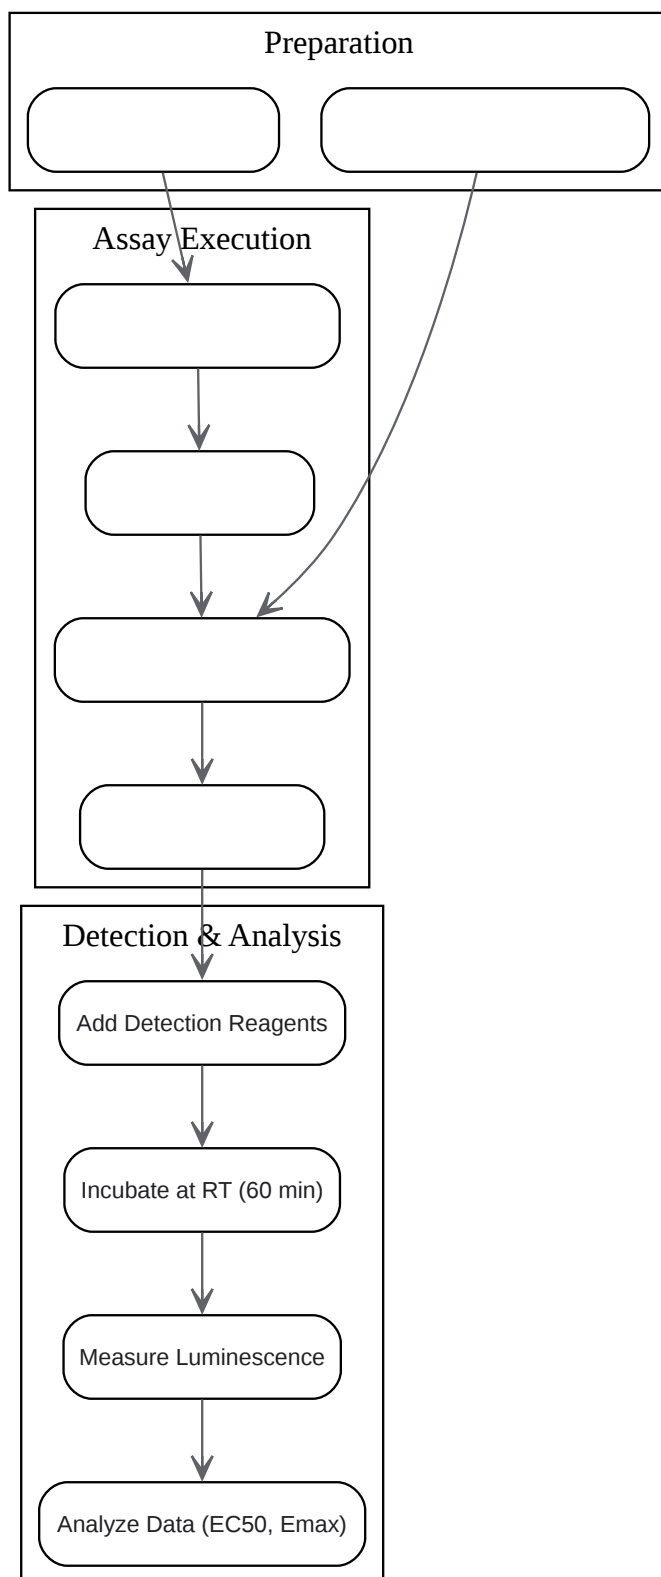 Preparation
Assay Execution
Detection & Analysis
Add Detection Reagents
Incubate at RT (60 min)
Measure Luminescence
Analyze Data (EC50, Emax)